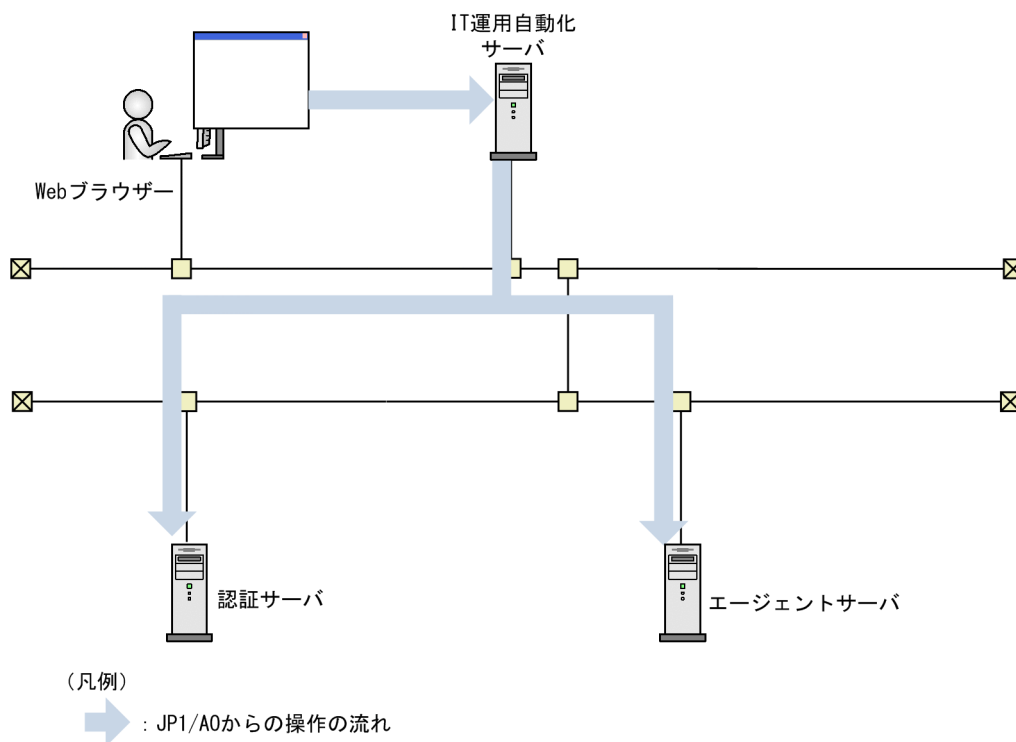 IT運用自動化
サーバ
Webブラウザー
認証サーバ
エージェントサーバ
(凡例)
：JP1/AOからの操作の流れ